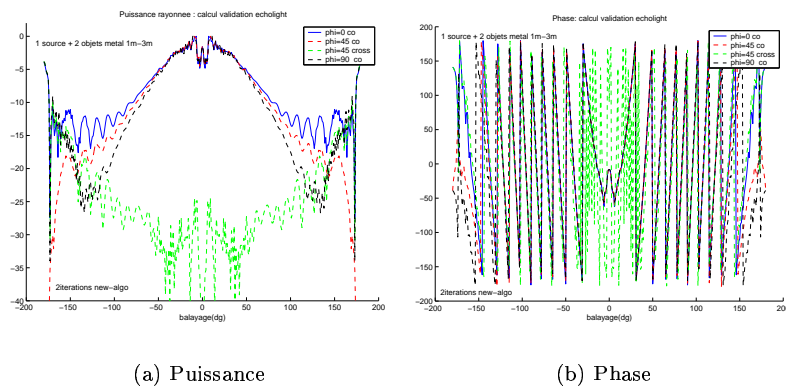 Puissance rayonnee : calcul validation echolight
1 source + 2 objets metal 1m−3m
phi=0 co
phi=45 co
phi=45 cross
phi=90 co
0
−5
−10
−15
−20
−25
−30
−35
−40
2iterations new−algo
−200 −150 −100 −50 0 50 100 150 200
balayage(dg)
(a) Puissance
Phase: calcul validation echolight
1 source + 2 objets metal 1m−3m
phi=0 co
phi=45 co
phi=45 cross
phi=90 co
200
150
100
50
0
−50
−100
−150
−200
2iterations new−algo
−200 −150 −100 −50 0 50 100 150 200
balayage(dg)
(b) Phase